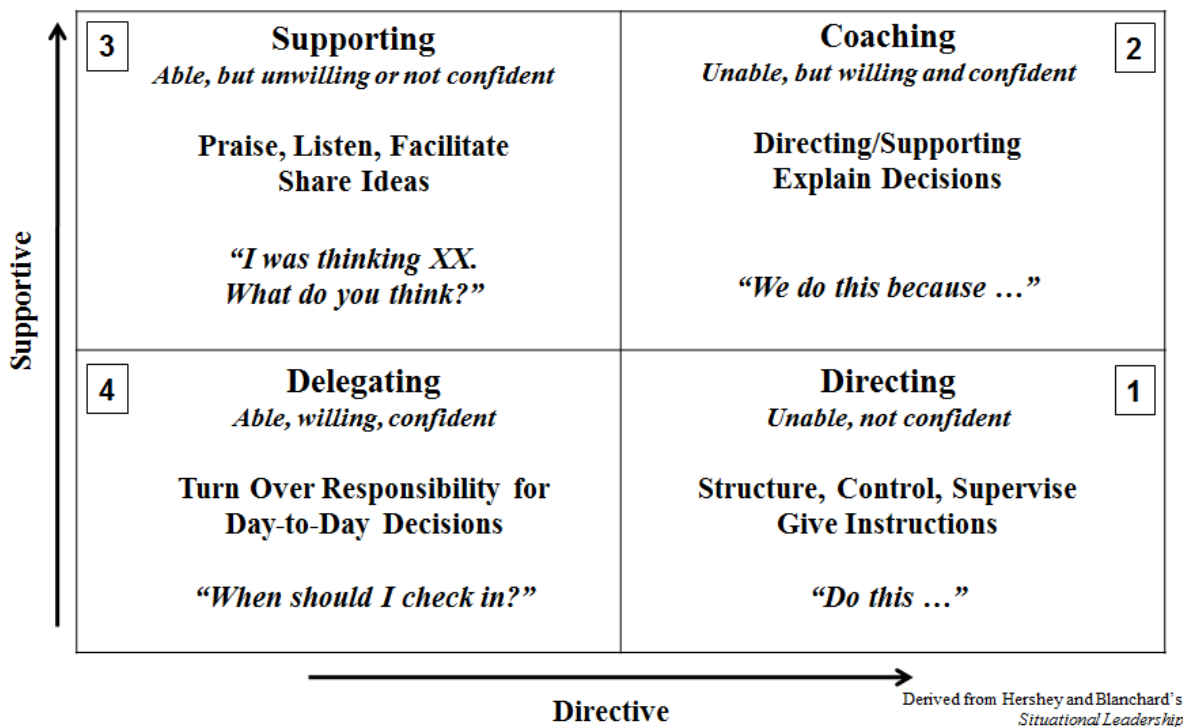 3
Supporting
Able, but unwilling or not confident
Praise, Listen, Facilitate
Share Ideas
“I was thinking XX.
What do you think?”
Coaching
2
Unable, but willing and confident
Directing/Supporting
Explain Decisions
“We do this because …”
4
Delegating
Able, willing, confident
Turn Over Responsibility for
Day-to-Day Decisions
“When should I check in?”
Directing
1
Unable, not confident
Structure, Control, Supervise
Give Instructions
“Do this …”
Supportive
Directive
Derived from Hershey and Blanchard’s
Situational Leadership